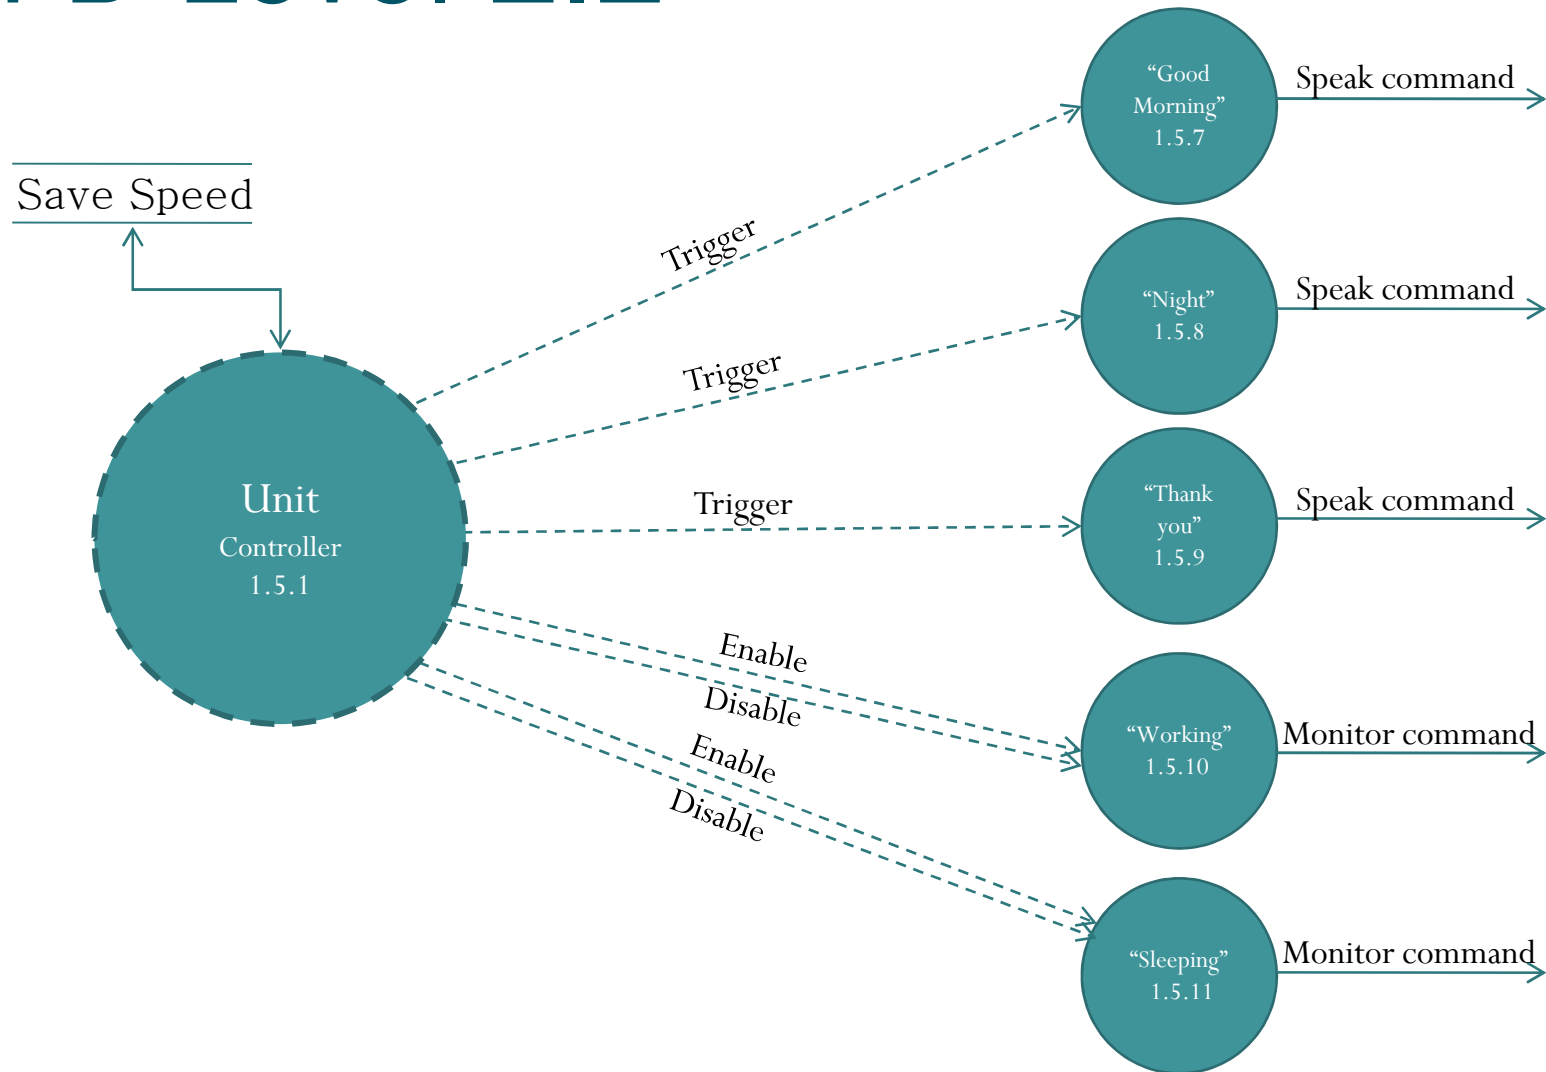 “Good
Morning”
1.5.7
Speak command
Save Speed
Trigger
“Night”
1.5.8
Speak command
Trigger
Unit
Controller
1.5.1
Trigger
“Thank
you”
1.5.9
Speak command
Enable
Disable
“Working”
1.5.10
Monitor command
Enable
Disable
“Sleeping”
1.5.11
Monitor command